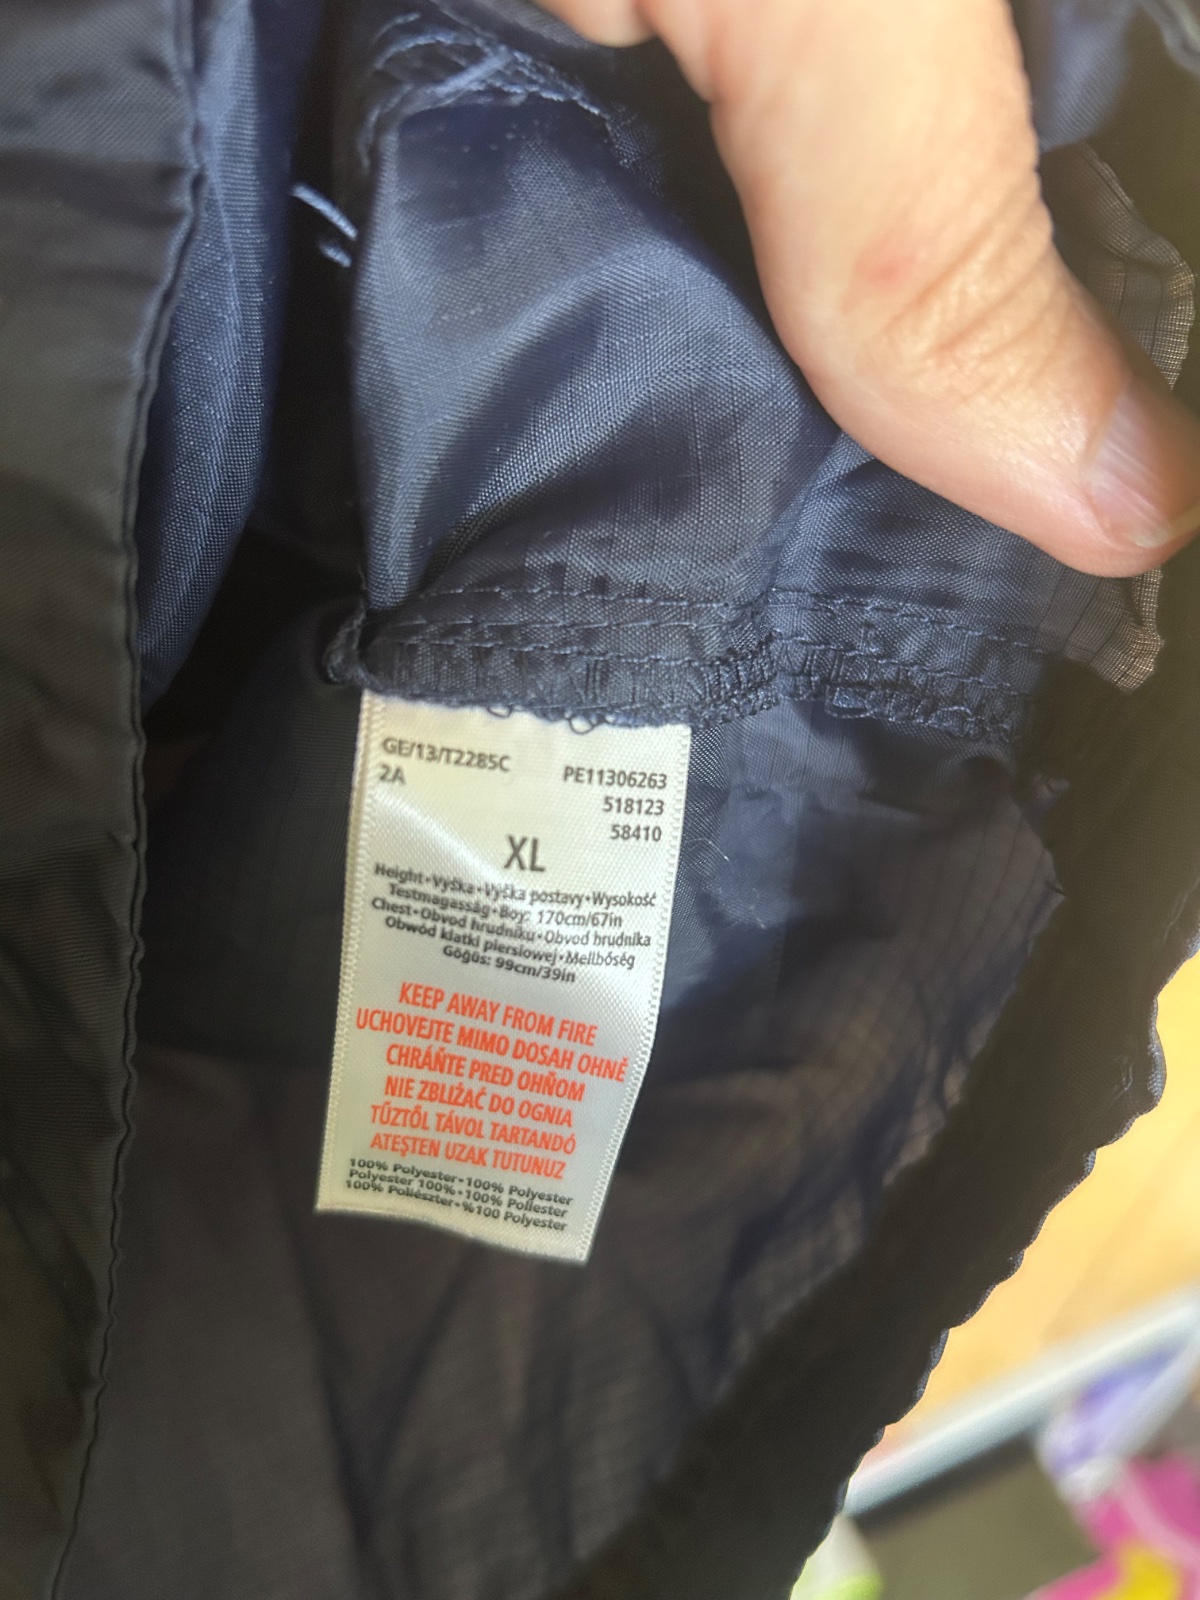 GE/13/T2285C
2A
PE11306263
518123
58410
XL
Height•Výška•Výška postavy•Wysokość
Testmagasság•Boy: 170cm/67in
Chest•Obvod hrudníku•Obvod hrudníka
Obwód klatki piersiowej•Mellbőség
Göğüs: 99cm/39in
KEEP AWAY FROM FIRE
UCHOVEJTE MIMO DOSAH OHNĚ
CHRÁŇTE PRED OHŇOM
NIE ZBLIŻAĆ DO OGNIA
TŰZTŐL TÁVOL TARTANDÓ
ATEŞTEN UZAK TUTUNUZ
100% Polyester•100% Polyester
Polyester 100%•100% Poliester
100% Poliészter•%100 Polyester